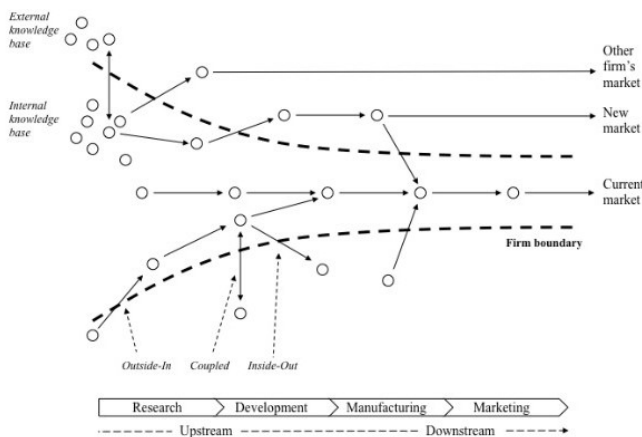 External
knowledge
base
Other
firm's
market
Internal
knowledge
base
New
market
Current
market
Firm boundary
Outside-In
Coupled
Inside-Out
Research
Development
Manufacturing
Marketing
Upstream
Downstream